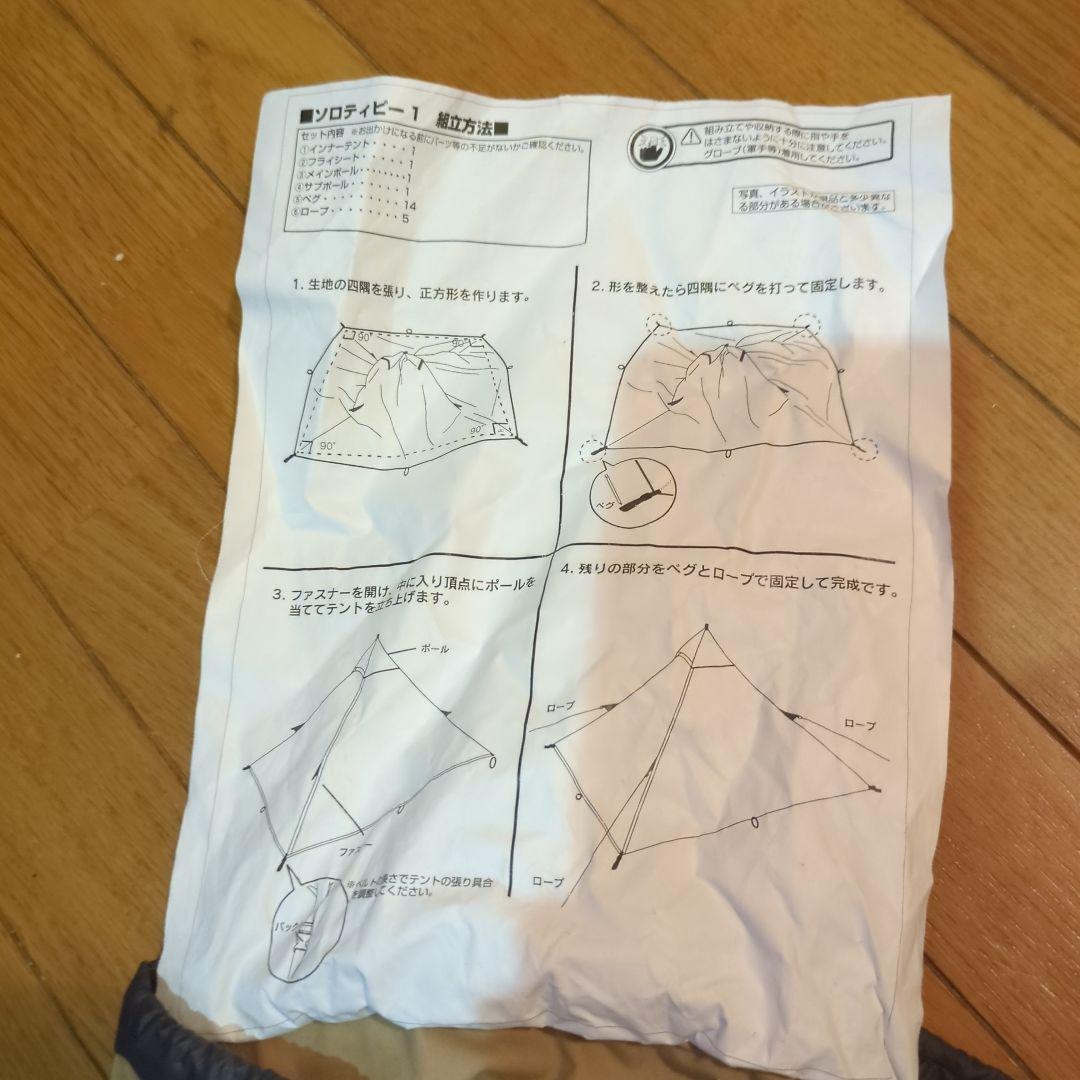 ■ソロティピー 1 組立方法■
セット内容 ※お出かけになる前にパーツ等の不足がないかご確認ください。
①インナーテント・・・・1
②フライシート・・・・・1
③メインポール・・・・・・・1
④サブポール・・・・・・・1
⑤ペグ・・・・・・・・・14
⑥ロープ・・・・・・・・5
組み立てや収納する際に指や手を
はさまないように十分に注意してください。
グローブ(軍手等)着用してください。
写真、イラストが現品と多少異な
る部分がある場合がございます。
1. 生地の四隅を張り、正方形を作ります。
90°
90°
90°
90°
2. 形を整えたら四隅にペグを打って固定します。
ペグ
3. ファスナーを開け、中に入り頂点にポールを
当ててテントを立ち上げます。
ポール
ファスナー
※ベルトの長さでテントの張り具合
を調整してください。
バック
4. 残りの部分をペグとロープで固定して完成です。
ロープ
ロープ
ロープ